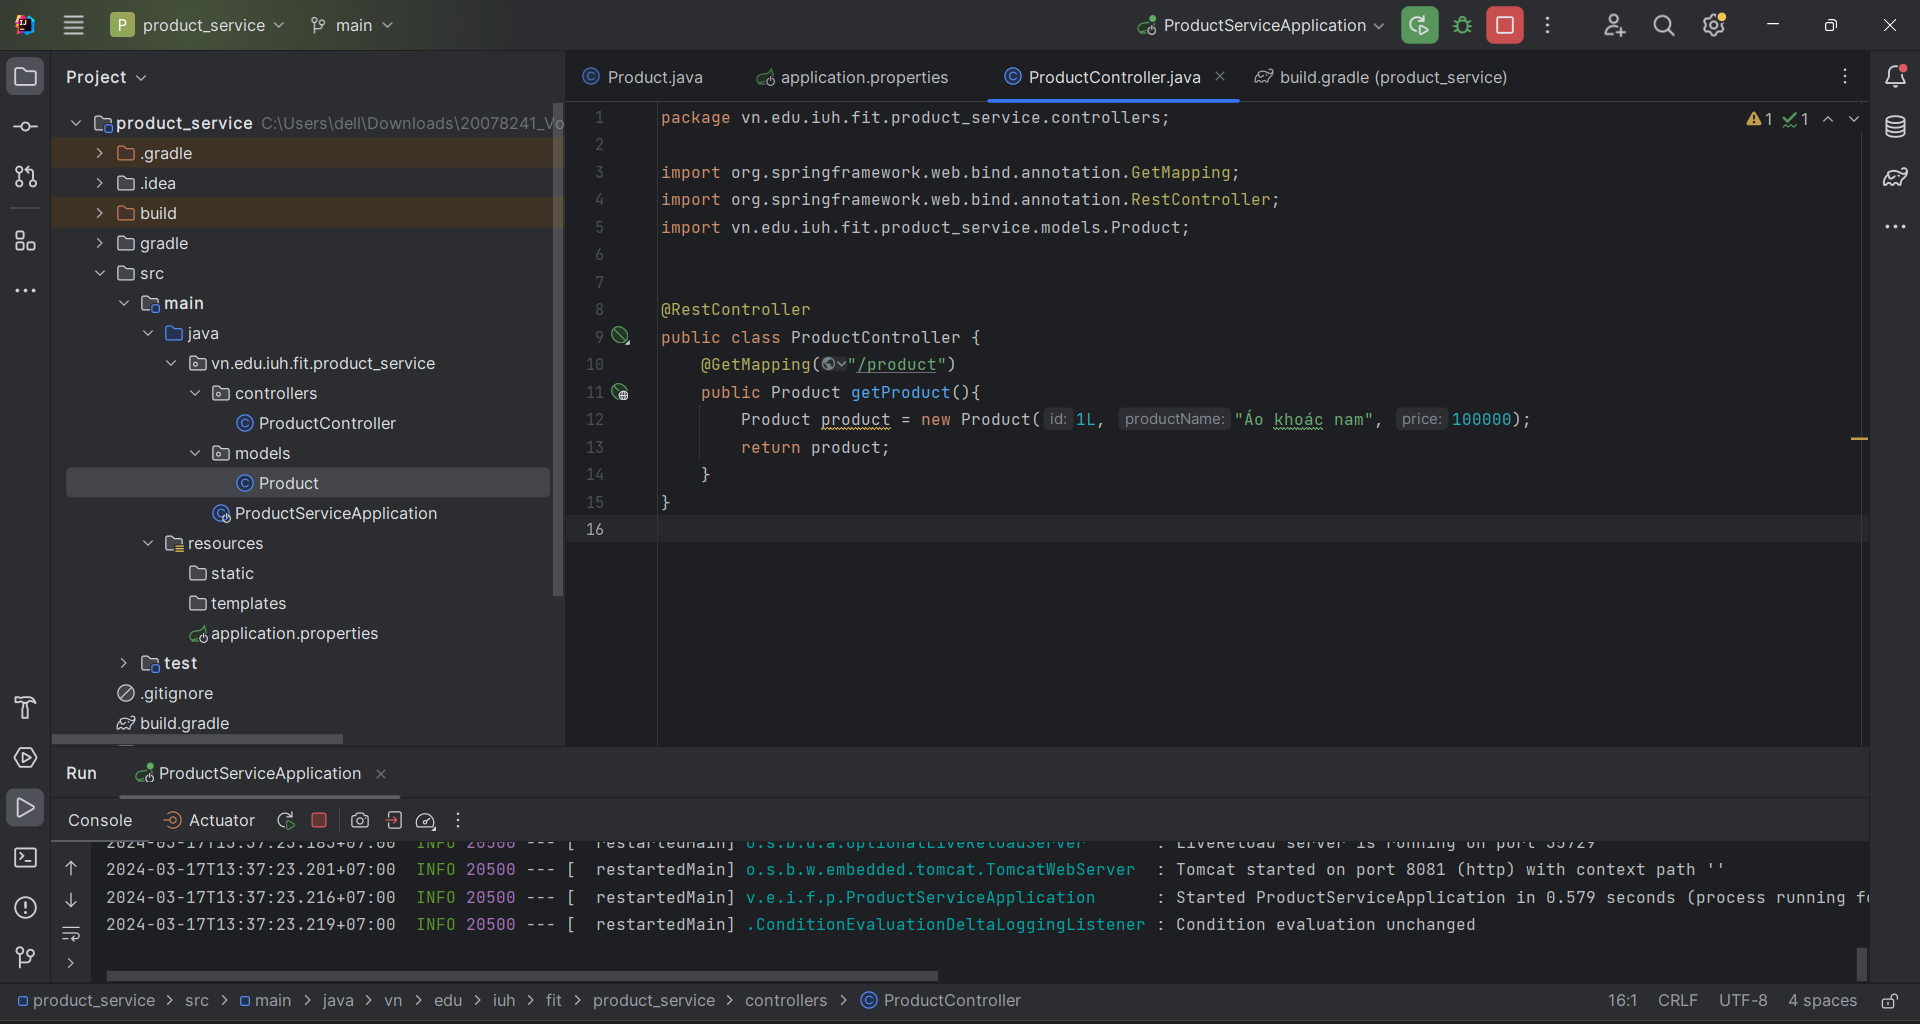 P product_service main ProductServiceApplication
Project
Product.java application.properties ProductController.java build.gradle (product_service)
product_service C:\Users\dell\Downloads\20078241_Vo
.gradle
.idea
build
gradle
src
main
java
vn.edu.iuh.fit.product_service
controllers
ProductController
models
Product
ProductServiceApplication
resources
static
templates
application.properties
test
.gitignore
build.gradle
1 package vn.edu.iuh.fit.product_service.controllers;
1 1
2
3 import org.springframework.web.bind.annotation.GetMapping;
4 import org.springframework.web.bind.annotation.RestController;
5 import vn.edu.iuh.fit.product_service.models.Product;
6
7
8 @RestController
9 public class ProductController {
10 @GetMapping("/product")
11 public Product getProduct(){
12 Product product = new Product( id: 1L, productName: "Áo khoác nam", price: 100000);
13 return product;
14 }
15 }
16
Run ProductServiceApplication
Console Actuator
2024-03-17T13:37:23.183+07:00 INFO 20500 --- [ restartedMain] o.s.b.d.a.OptionalLiveReloadServer : LiveReload server is running on port 35729
2024-03-17T13:37:23.201+07:00 INFO 20500 --- [ restartedMain] o.s.b.w.embedded.tomcat.TomcatWebServer : Tomcat started on port 8081 (http) with context path ''
2024-03-17T13:37:23.216+07:00 INFO 20500 --- [ restartedMain] v.e.i.f.p.ProductServiceApplication : Started ProductServiceApplication in 0.579 seconds (process running fo
2024-03-17T13:37:23.219+07:00 INFO 20500 --- [ restartedMain] .ConditionEvaluationDeltaLoggingListener : Condition evaluation unchanged
product_service > src > main > java > vn > edu > iuh > fit > product_service > controllers > ProductController 16:1 CRLF UTF-8 4 spaces